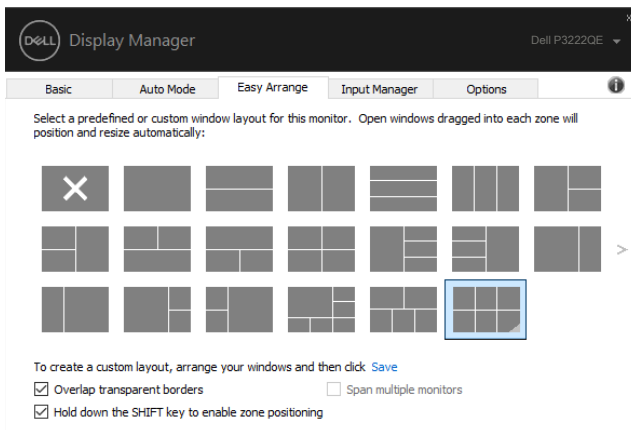 DELL Display Manager
Dell P3222QE
Basic Auto Mode Easy Arrange Input Manager Options
Select a predefined or custom window layout for this monitor. Open windows dragged into each zone will
position and resize automatically:
To create a custom layout, arrange your windows and then click Save
Overlap transparent borders
Span multiple monitors
Hold down the SHIFT key to enable zone positioning